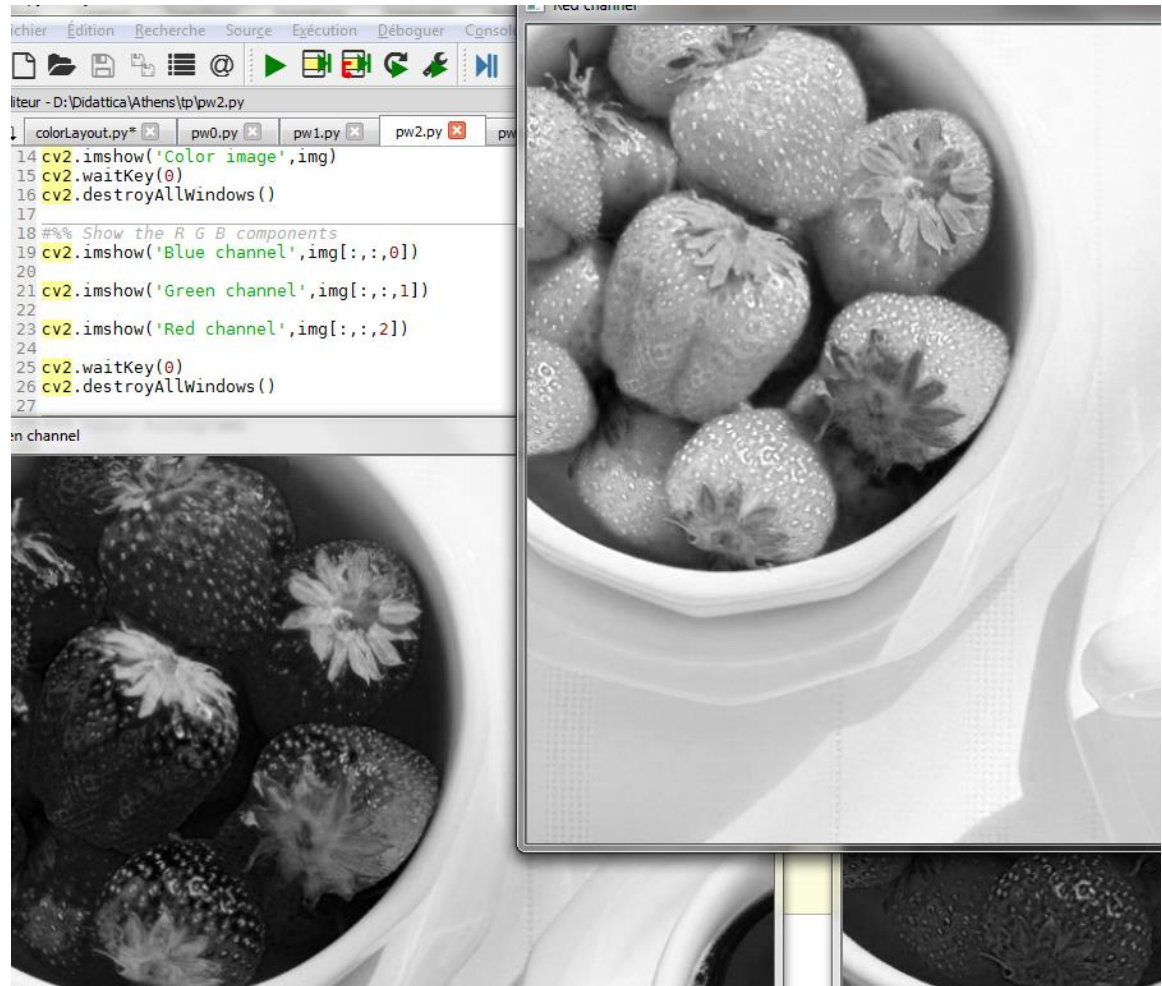 Red channel
ichier Édition Recherche Source Exécution Déboguer Consol
@
iteur - D:\Didattica\Athens\tp\pw2.py
colorLayout.py* pw0.py pw1.py pw2.py pw
14 cv2.imshow('Color image',img)
15 cv2.waitKey(0)
16 cv2.destroyAllWindows()
17
18 #%% Show the R G B components
19 cv2.imshow('Blue channel',img[:,:,0])
20
21 cv2.imshow('Green channel',img[:,:,1])
22
23 cv2.imshow('Red channel',img[:,:,2])
24
25 cv2.waitKey(0)
26 cv2.destroyAllWindows()
27
en channel